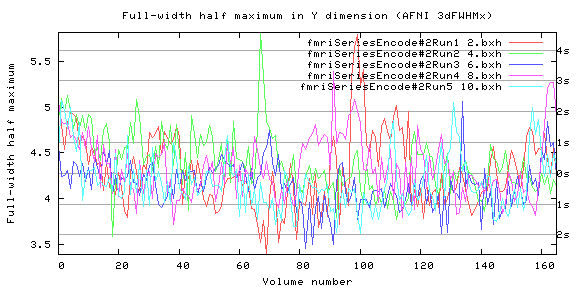 Full-width half maximum in Y dimension (AFNI 3dFWHMx)
fmriSeriesEncode#2Run1 2.bxh
fmriSeriesEncode#2Run2 4.bxh
fmriSeriesEncode#2Run3 6.bxh
fmriSeriesEncode#2Run4 8.bxh
fmriSeriesEncode#2Run5 10.bxh
Full-width half maximum
5.5
5
4.5
4
3.5
4s
3s
2s
1s
0s
1s
2s
0 20 40 60 80 100 120 140 160
Volume number